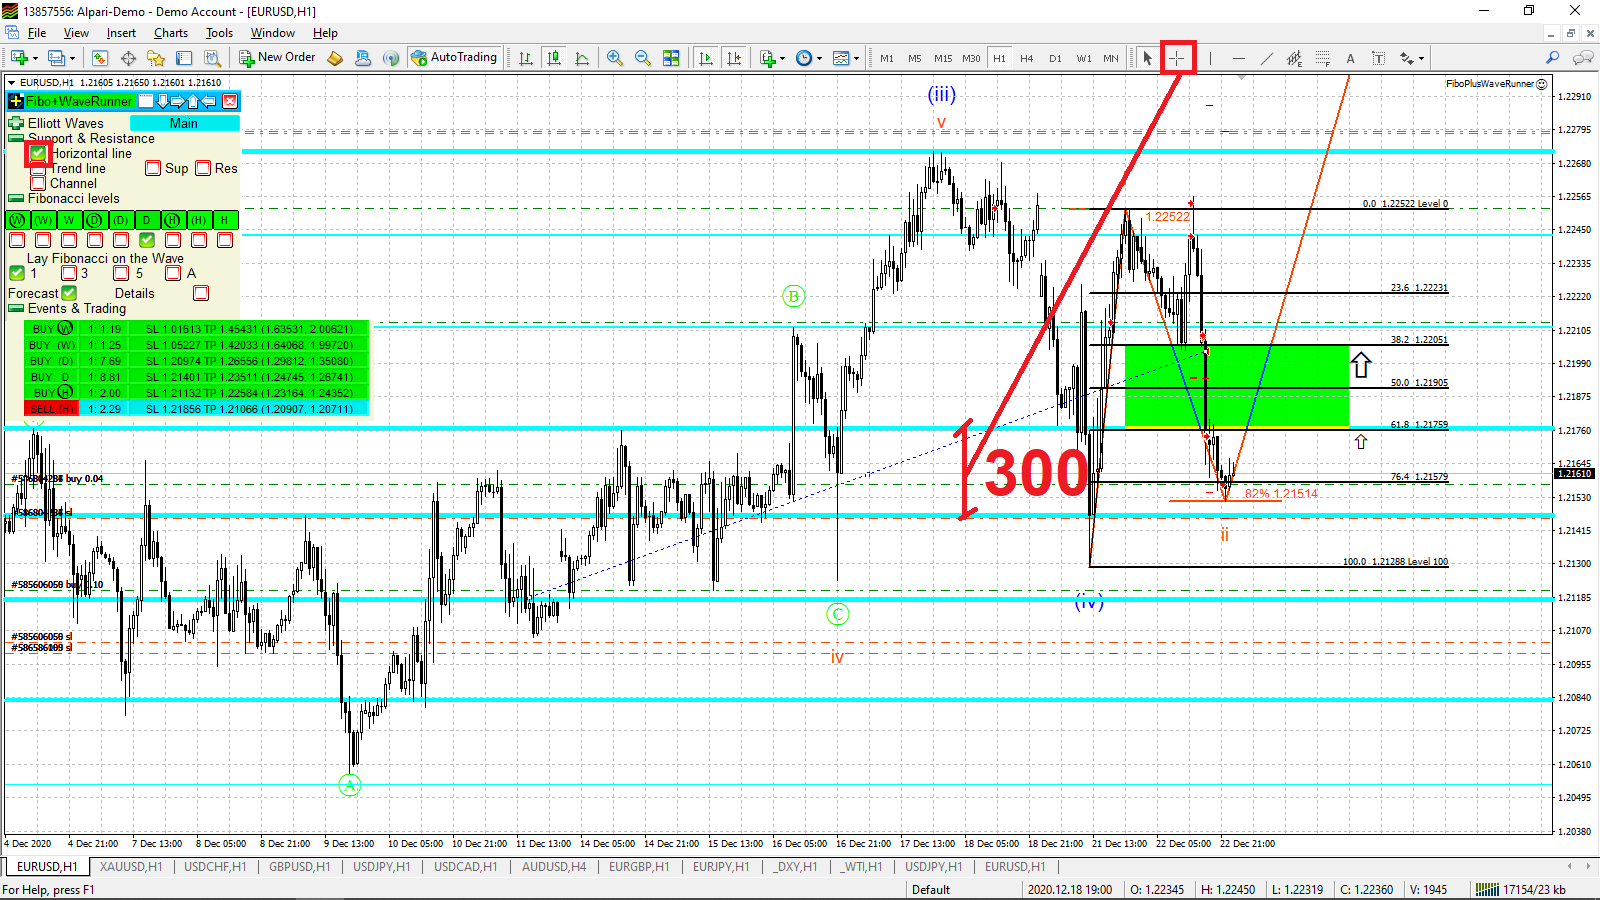 13857556: Alpari-Demo - Demo Account - [EURUSD,H1]
File View Insert Charts Tools Window Help
New Order AutoTrading M1 M5 M15 M30 H1 H4 D1 W1 MN
EURUSD,H1 1.21605 1.21650 1.21601 1.21610
FiboPlusWaveRunner
Fibo+WaveRunner
Elliott Waves Main
Support & Resistance
Horizontal line
Trend line Sup Res
Channel
Fibonacci levels
W (W) W D (D) D H (H) H
Lay Fibonacci on the Wave
1 3 5 A
Forecast Details
Events & Trading
BUY W 1: 1.19 SL 1.01613 TP 1.45431 (1.63531, 2.00621)
BUY (W) 1: 1.25 SL 1.05227 TP 1.42033 (1.64068, 1.99720)
BUY (D) 1: 7.69 SL 1.20974 TP 1.26556 (1.29812, 1.35080)
BUY D 1: 8.81 SL 1.21401 TP 1.23511 (1.24745, 1.26741)
BUY H 1: 2.00 SL 1.21132 TP 1.22584 (1.23164, 1.24352)
SELL (H) 1: 2.29 SL 1.21856 TP 1.21066 (1.20907, 1.20711)
(iii)
v
B
C
iv
A
(iv)
ii
300
1.22522
82% 1.21514
0.0 1.22522 Level 0
23.6 1.22231
38.2 1.22051
50.0 1.21905
61.8 1.21759
76.4 1.21579
100.0 1.21288 Level 100
buy 0.04
sl
#585606050 sl
sl
1.22910
1.22795
1.22680
1.22565
1.22450
1.22335
1.22220
1.22105
1.21990
1.21875
1.21760
1.21645
1.21610
1.21530
1.21415
1.21300
1.21185
1.21070
1.20955
1.20840
1.20725
1.20610
1.20495
1.20380
4 Dec 2020 4 Dec 21:00 7 Dec 13:00 8 Dec 05:00 8 Dec 21:00 9 Dec 13:00 10 Dec 05:00 10 Dec 21:00 11 Dec 13:00 14 Dec 05:00 14 Dec 21:00 15 Dec 13:00 16 Dec 05:00 16 Dec 21:00 17 Dec 13:00 18 Dec 05:00 18 Dec 21:00 21 Dec 13:00 22 Dec 05:00 22 Dec 21:00
EURUSD,H1 XAUUSD,H1 USDCHF,H1 GBPUSD,H1 USDJPY,H1 USDCAD,H1 AUDUSD,H4 EURGBP,H1 EURJPY,H1 _DXY,H1 _WTI,H1 USDJPY,H1 EURUSD,H1
For Help, press F1 Default 2020.12.18 19:00 O: 1.22345 H: 1.22450 L: 1.22319 C: 1.22360 V: 1945 17154/23 kb